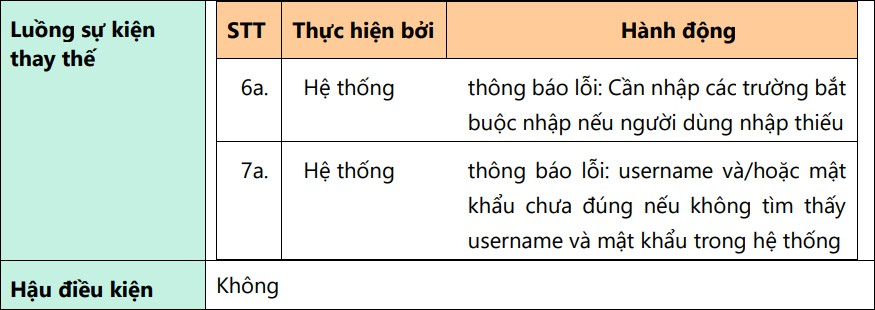 Luồng sự kiện
thay thế
STT Thực hiện bởi Hành động
6a. Hệ thống thông báo lỗi: Cần nhập các trường bắt
buộc nhập nếu người dùng nhập thiếu
7a. Hệ thống thông báo lỗi: username và/hoặc mật
khẩu chưa đúng nếu không tìm thấy
username và mật khẩu trong hệ thống
Hậu điều kiện Không